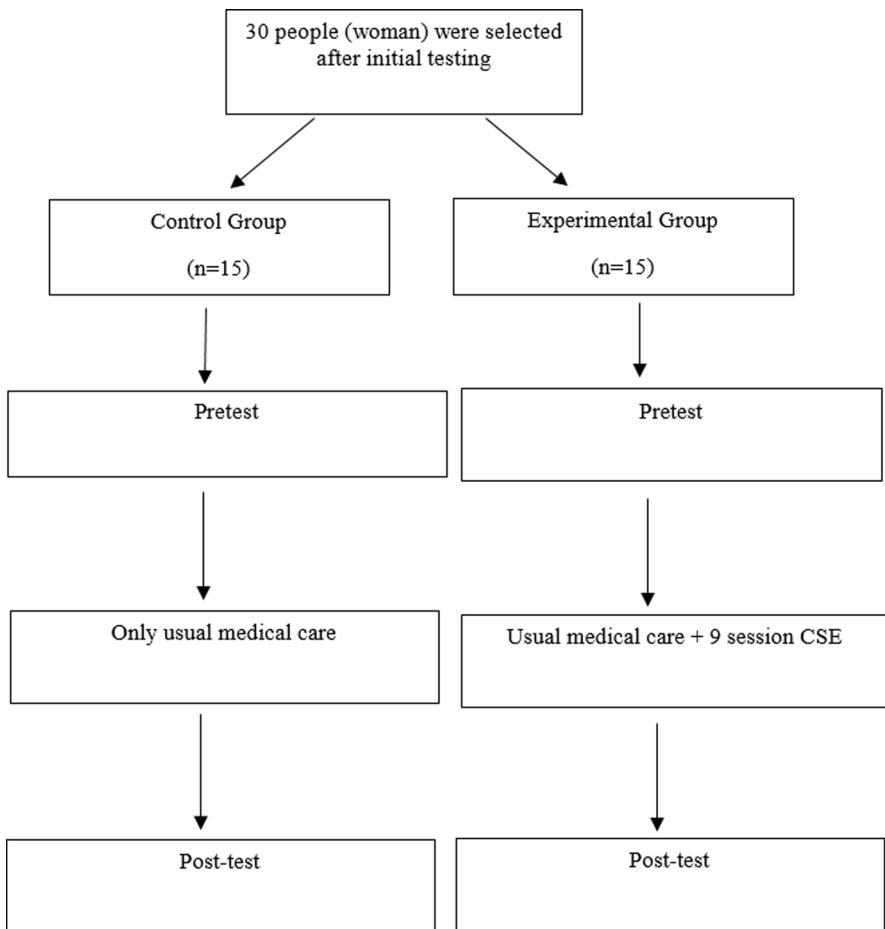 30 people (woman) were selected
after initial testing
Control Group
(n=15)
Experimental Group
(n=15)
Pretest
Pretest
Only usual medical care
Usual medical care + 9 session CSE
Post-test
Post-test